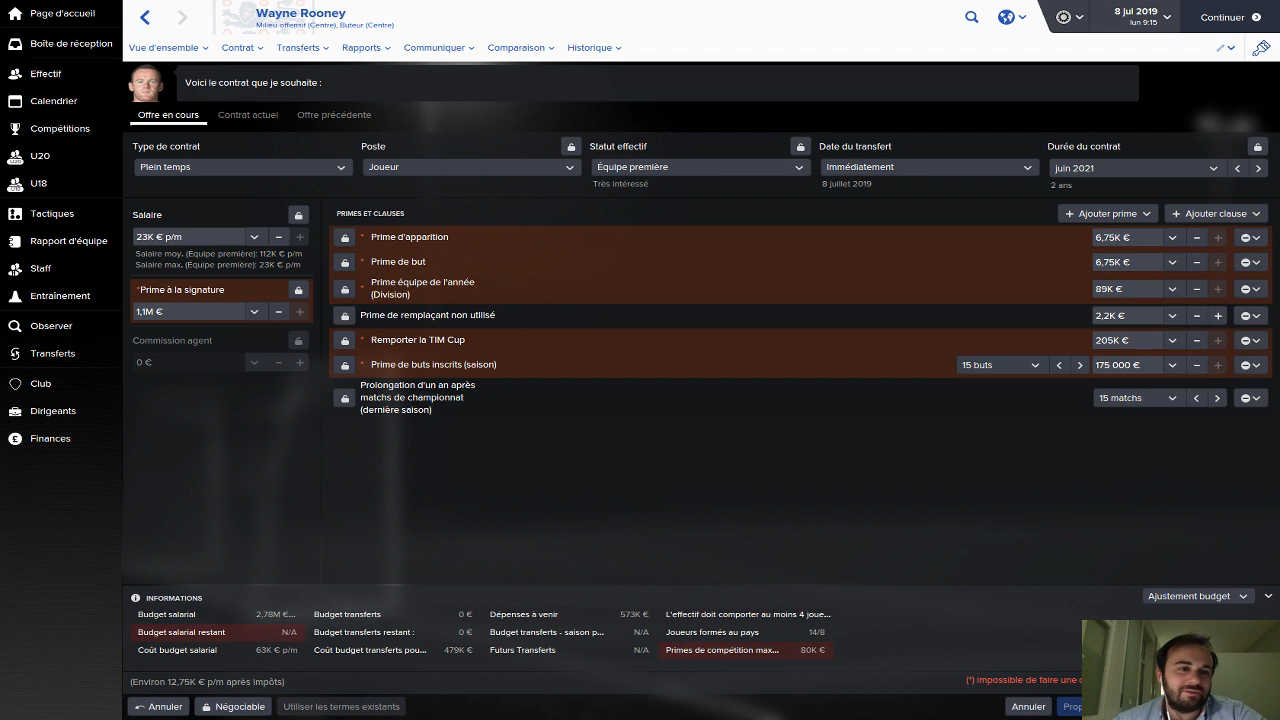 Page d'accueil
Boîte de réception
Effectif
Calendrier
Compétitions
U20
U20
U18
U18
Tactiques
Rapport d'équipe
Staff
Entraînement
Observer
Transferts
Club
Dirigeants
Finances
Wayne Rooney
Milieu offensif (Centre), Buteur (Centre)
8 jul 2019
lun 9:15
Continuer
Vue d'ensemble
Contrat
Transferts
Rapports
Communiquer
Comparaison
Historique
Voici le contrat que je souhaite :
Offre en cours
Contrat actuel
Offre précédente
Type de contrat
Plein temps
Poste
Joueur
Statut effectif
Équipe première
Très intéressé
Date du transfert
Immédiatement
8 juillet 2019
Durée du contrat
juin 2021
2 ans
Salaire
23K € p/m
Salaire moy. (Équipe première): 112K € p/m
Salaire max. (Équipe première): 23K € p/m
*Prime à la signature
1,1M €
Commission agent
0 €
PRIMES ET CLAUSES
Ajouter prime
Ajouter clause
* Prime d'apparition 6,75K €
* Prime de but 6,75K €
* Prime équipe de l'année
(Division) 89K €
Prime de remplaçant non utilisé 2,2K €
* Remporter la TIM Cup 205K €
* Prime de buts inscrits (saison) 15 buts 175 000 €
Prolongation d'un an après
matchs de championnat
(dernière saison) 15 matchs
INFORMATIONS
Ajustement budget
Budget salarial 2,78M €...
Budget transferts 0 €
Dépenses à venir 573K €
L'effectif doit comporter au moins 4 joue...
Budget salarial restant N/A
Budget transferts restant : 0 €
Budget transferts - saison p... N/A
Joueurs formés au pays 14/8
Coût budget salarial 63K € p/m
Coût budget transferts pou... 479K €
Futurs Transferts N/A
Primes de compétition max... 80K €
(Environ 12,75K € p/m après impôts)
(*) impossible de faire une
Annuler
Négociable
Utiliser les termes existants
Annuler